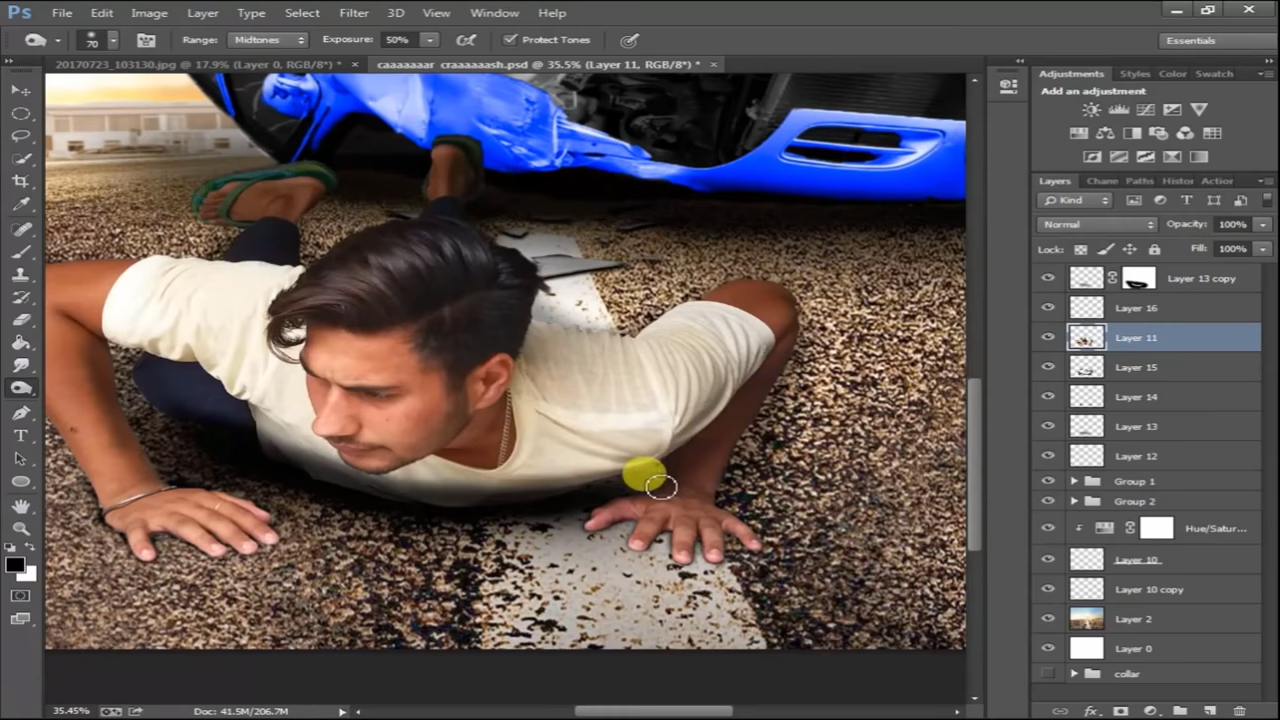 Ps File Edit Image Layer Type Select Filter 3D View Window Help
70 Range: Midtones Exposure: 50% Protect Tones Essentials
20170723_103130.jpg @ 17.9% (Layer 0, RGB/8*) * × caaaaaaar craaaaaash.psd @ 35.5% (Layer 11, RGB/8*) * ×
Adjustments Styles Color Swatch
Add an adjustment
Layers Chane Paths Histor Action
Kind
Normal Opacity: 100%
Lock: Fill: 100%
Layer 13 copy
Layer 16
Layer 11
Layer 15
Layer 14
Layer 13
Layer 12
Group 1
Group 2
Hue/Satur...
Layer 10
Layer 10 copy
Layer 2
Layer 0
collar
35.45% Doc: 41.5M/206.7M